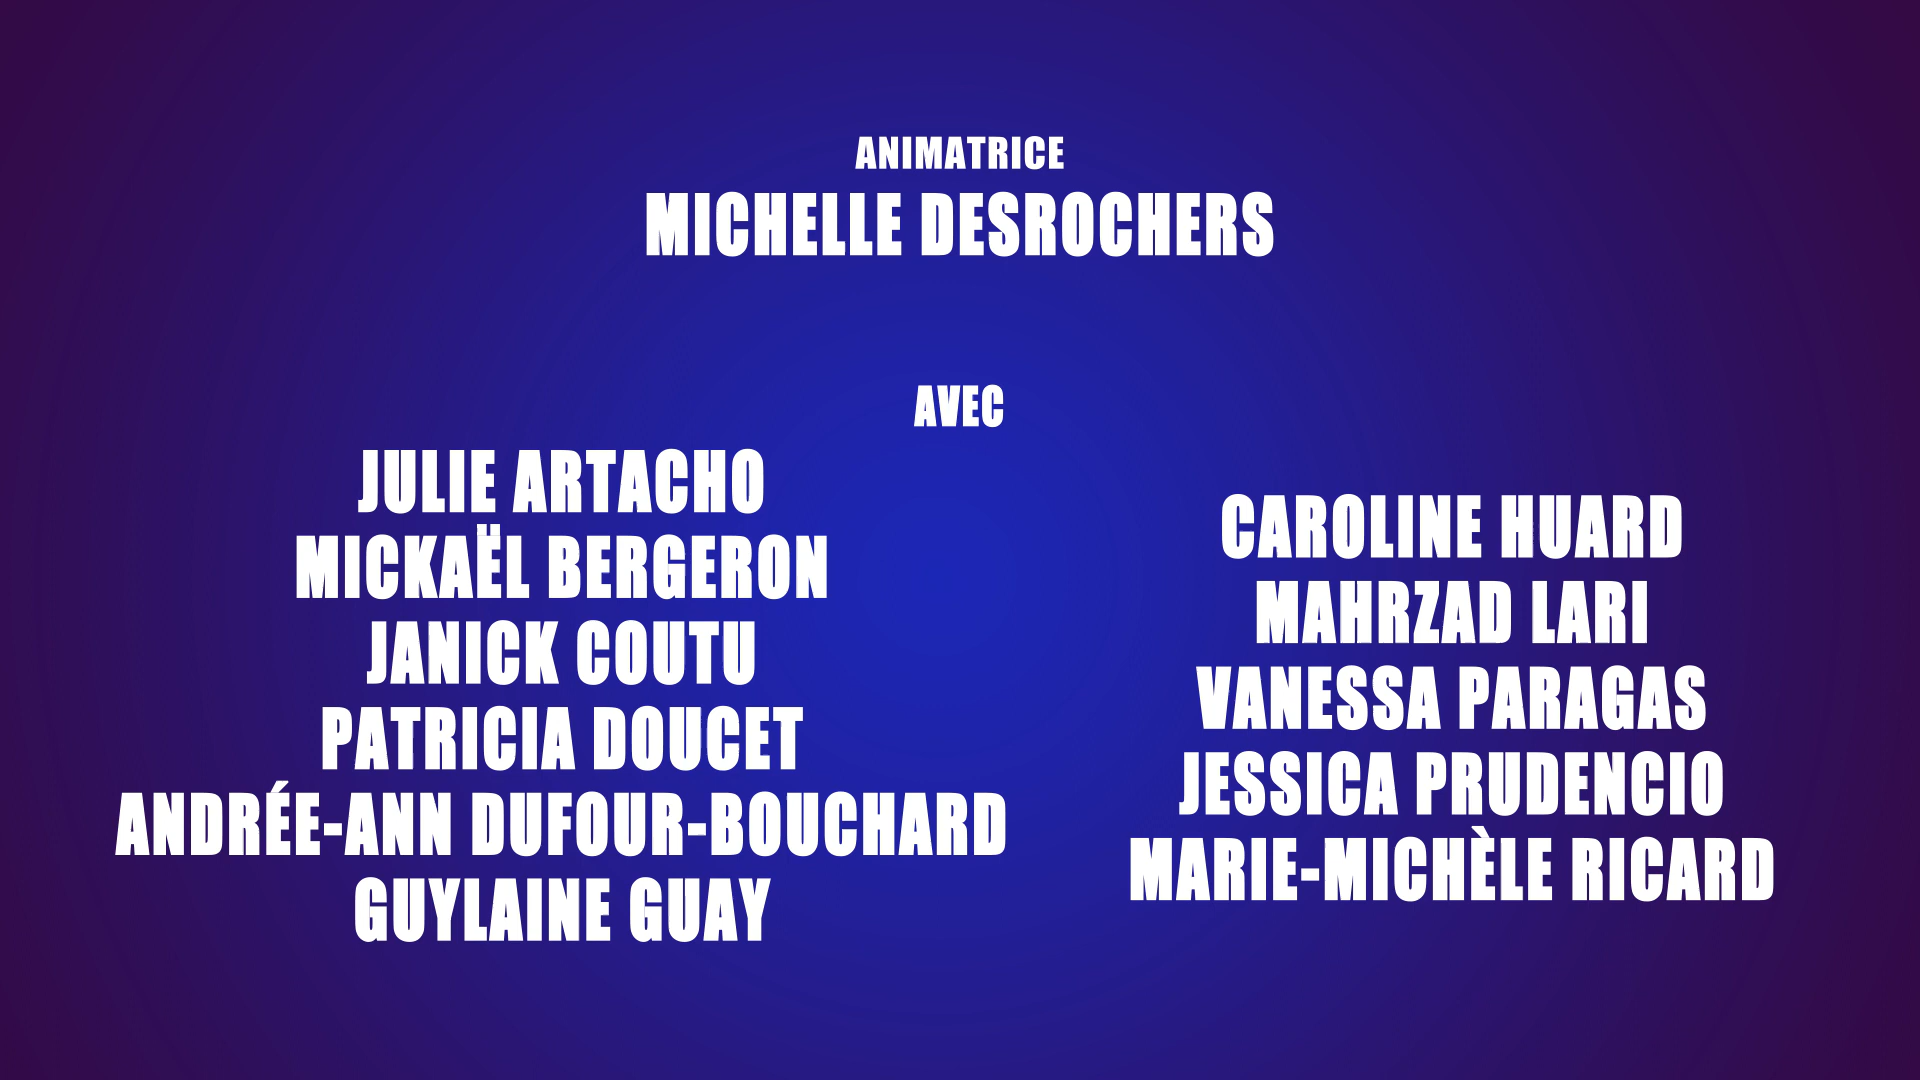 ANIMATRICE
MICHELLE DESROCHERS
AVEC
JULIE ARTACHO
MICKAËL BERGERON
JANICK COUTU
PATRICIA DOUCET
ANDRÉE-ANN DUFOUR-BOUCHARD
GUYLAINE GUAY
CAROLINE HUARD
MAHRZAD LARI
VANESSA PARAGAS
JESSICA PRUDENCIO
MARIE-MICHÈLE RICARD